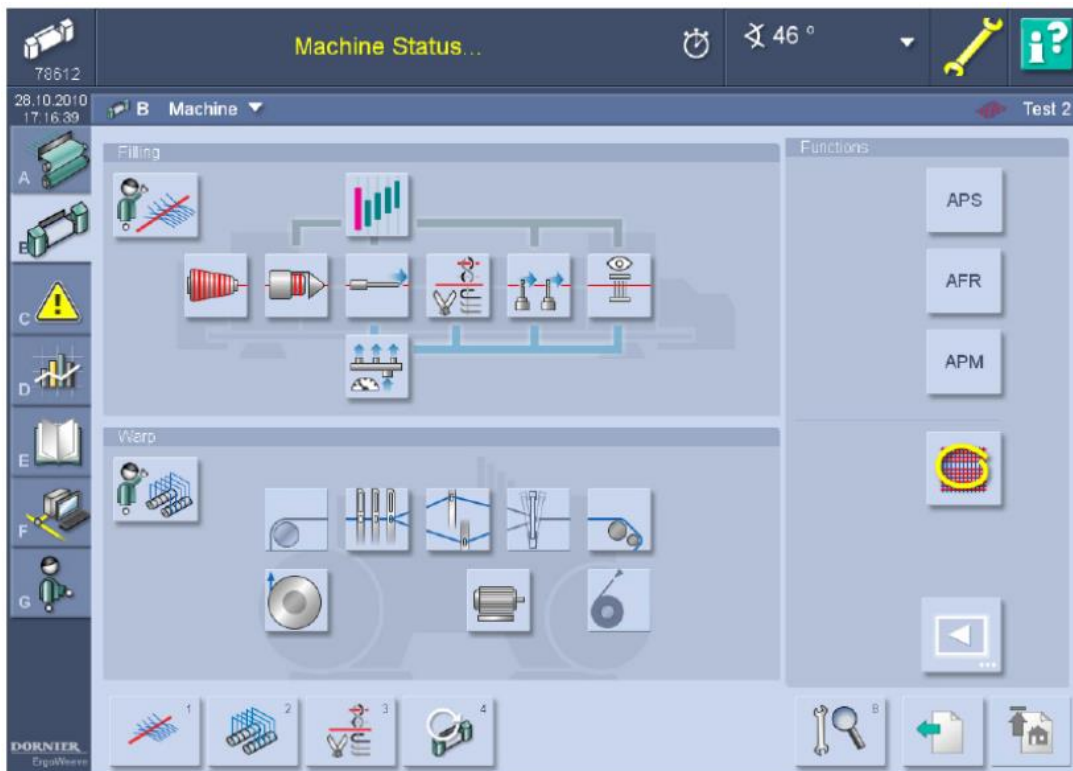 Machine Status...
46 °
78612
28.10.2010
17:16:39
B Machine
Test 2
Filling
Functions
A
B
C
D
E
F
G
APS
AFR
APM
Warp
1
2
3
4
8
DORNIER
ErgoWeave